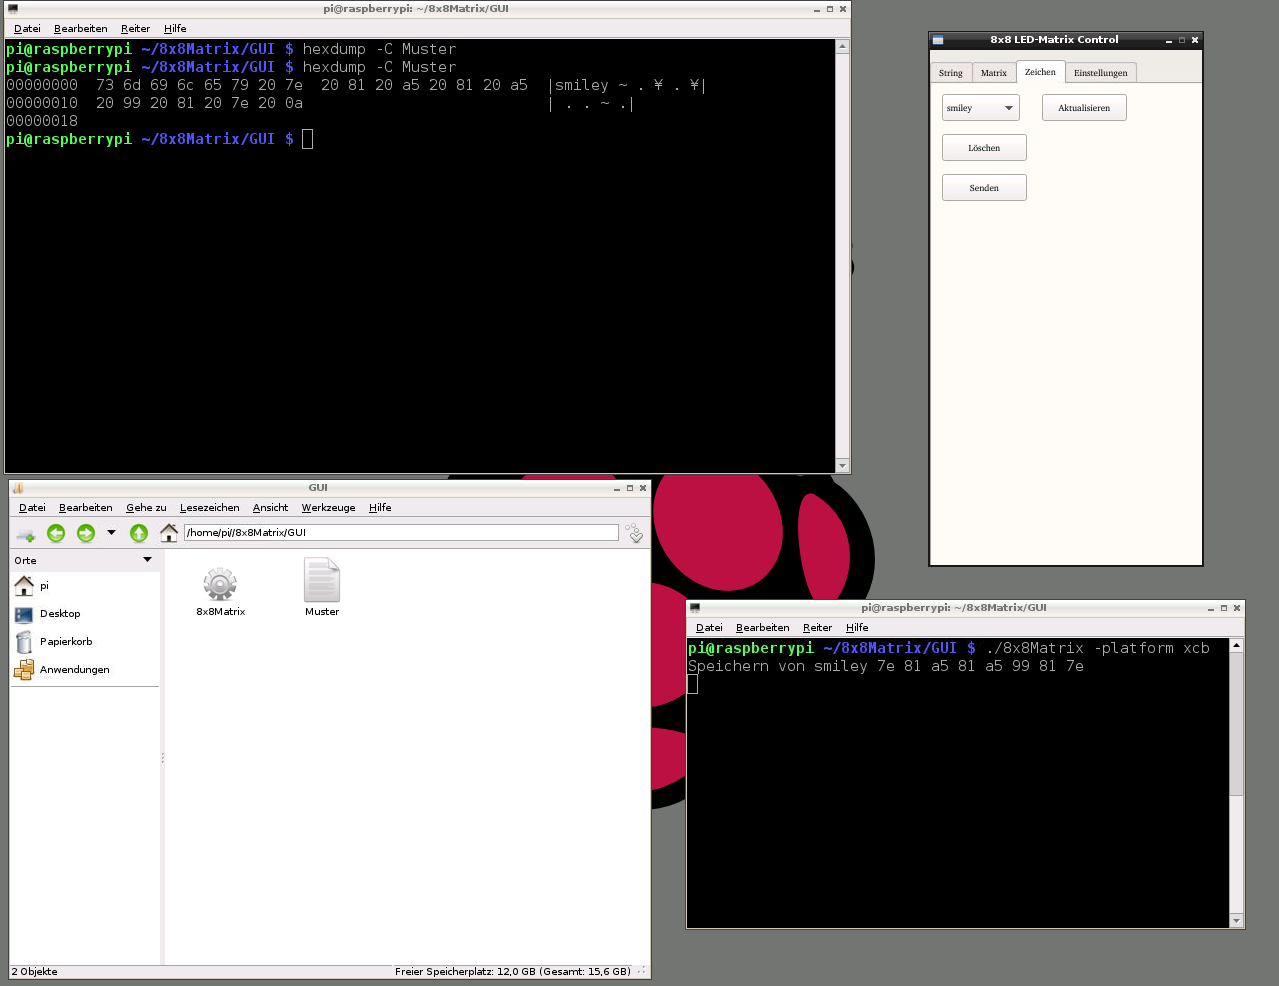 pi@raspberrypi: ~/8x8Matrix/GUI
Datei Bearbeiten Reiter Hilfe
pi@raspberrypi ~/8x8Matrix/GUI $ hexdump -C Muster
pi@raspberrypi ~/8x8Matrix/GUI $ hexdump -C Muster
00000000  73 6d 69 6c 65 79 20 7e  20 81 20 a5 20 81 20 a5  |smiley ~ . ¥ . ¥|
00000010  20 99 20 81 20 7e 20 0a                           | . . ~ .|
00000018
pi@raspberrypi ~/8x8Matrix/GUI $
8x8 LED-Matrix Control
String Matrix Zeichen Einstellungen
smiley Aktualisieren
Löschen
Senden
GUI
Datei Bearbeiten Gehe zu Lesezeichen Ansicht Werkzeuge Hilfe
/home/pi//8x8Matrix/GUI
Orte
pi
Desktop
Papierkorb
Anwendungen
8x8Matrix Muster
2 Objekte Freier Speicherplatz: 12,0 GB (Gesamt: 15,6 GB)
pi@raspberrypi: ~/8x8Matrix/GUI
Datei Bearbeiten Reiter Hilfe
pi@raspberrypi ~/8x8Matrix/GUI $ ./8x8Matrix -platform xcb
Speichern von smiley 7e 81 a5 81 a5 99 81 7e